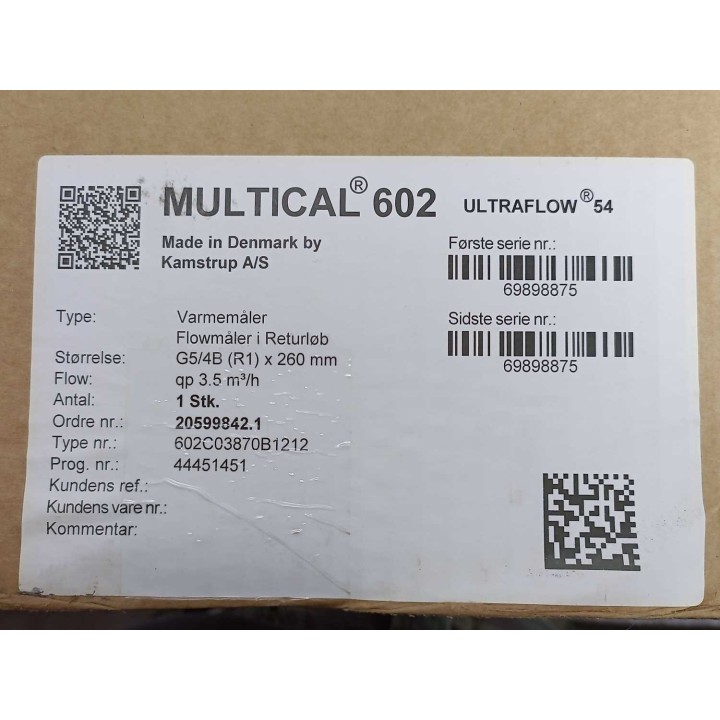 MULTICAL® 602 ULTRAFLOW® 54
Made in Denmark by
Kamstrup A/S
Første serie nr.:
69898875
Sidste serie nr.:
69898875
Type: Varmemåler
Flowmåler i Returløb
Størrelse: G5/4B (R1) x 260 mm
Flow: qp 3.5 m³/h
Antal: 1 Stk.
Ordre nr.: 20599842.1
Type nr.: 602C03870B1212
Prog. nr.: 44451451
Kundens ref.:
Kundens vare nr.:
Kommentar: